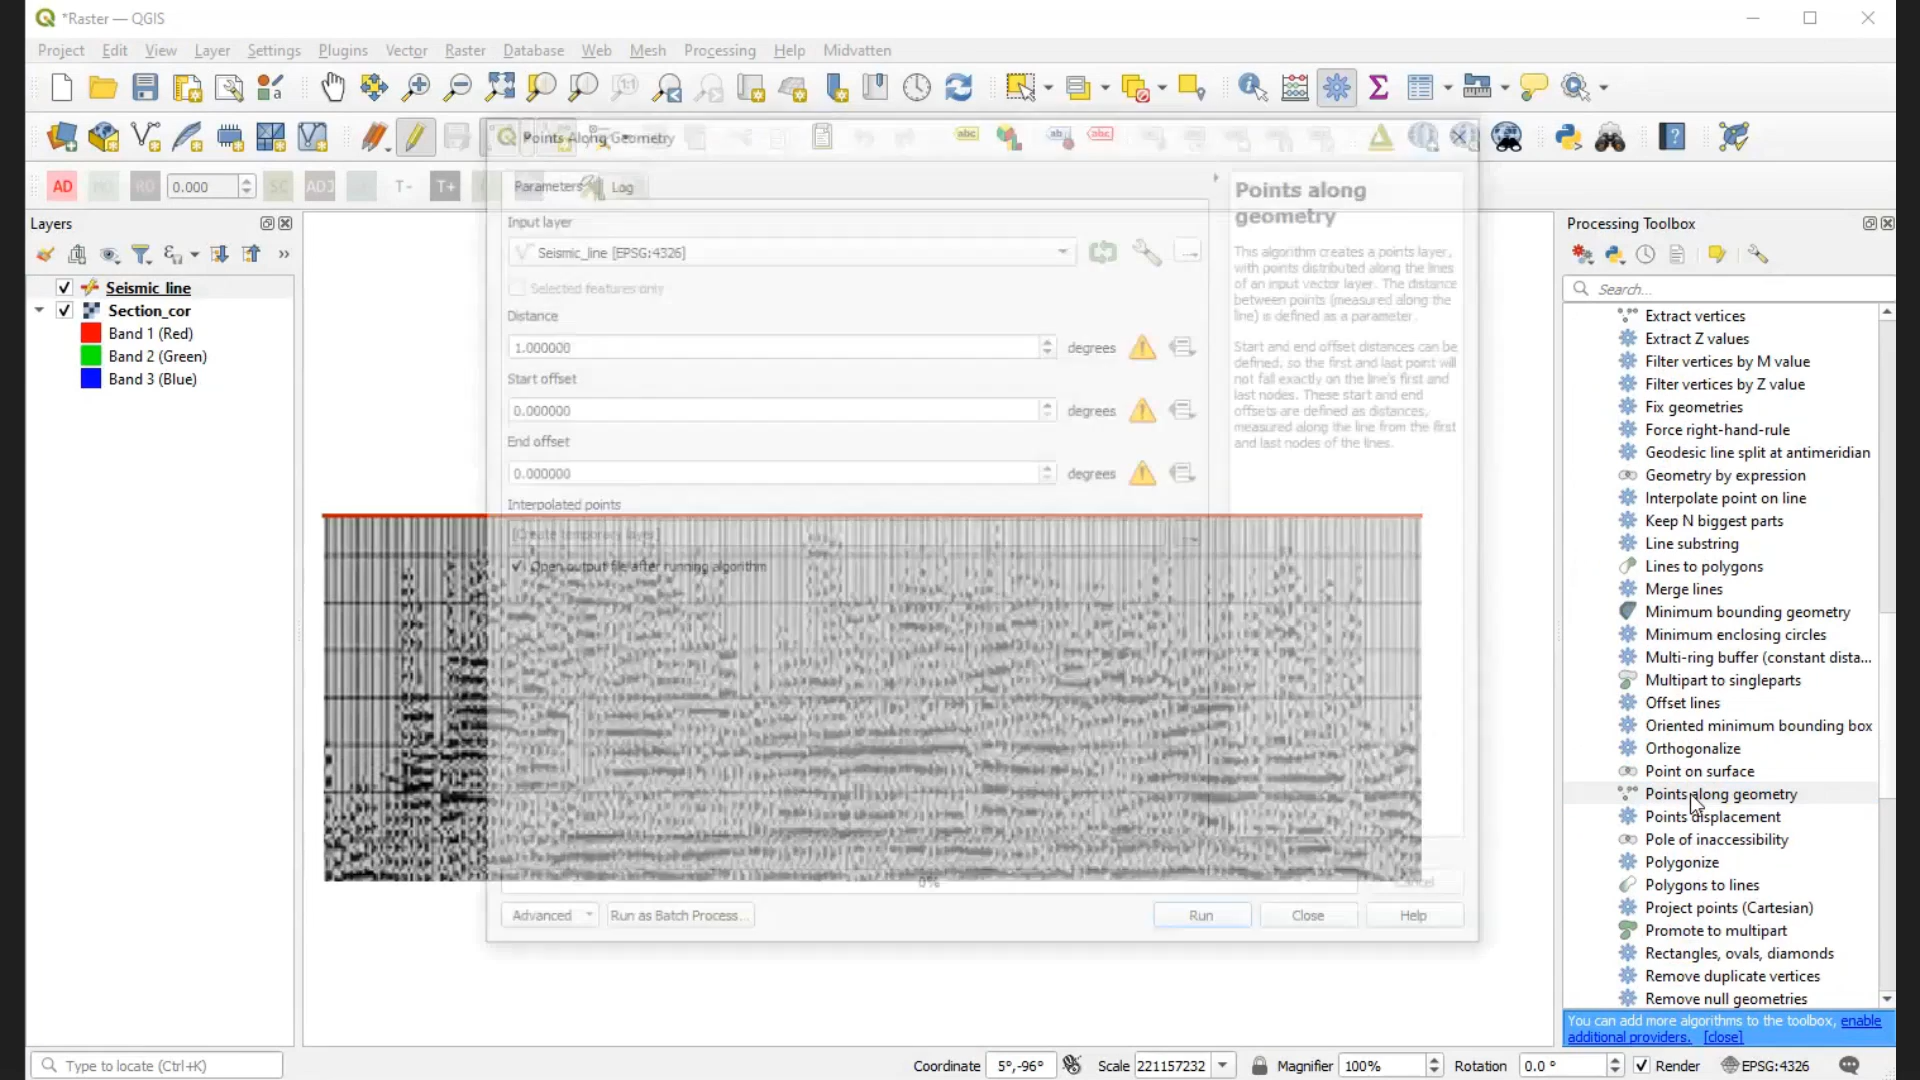 *Raster — QGIS
Project Edit View Layer Settings Plugins Vector Raster Database Web Mesh Processing Help Midvatten
Points Along Geometry
AD RO 0.000 SC ADJ T- T+
Layers
Seismic_line
Section_cor
Band 1 (Red)
Band 2 (Green)
Band 3 (Blue)
Parameters Log
Input layer
Seismic_line [EPSG:4326]
Selected features only
Distance
1.000000 degrees
Start offset
0.000000 degrees
End offset
0.000000 degrees
Interpolated points
[Create temporary layer]
Open output file after running algorithm
0%
Cancel
Advanced Run as Batch Process... Run Close Help
Points along
geometry
This algorithm creates a points layer,
with points distributed along the lines
of an input vector layer. The distance
between points (measured along the
line) is defined as a parameter.
Start and end offset distances can be
defined, so the first and last point will
not fall exactly on the line's first and
last nodes. These start and end
offsets are defined as distances,
measured along the line from the first
and last nodes of the lines.
Processing Toolbox
Search...
Extract vertices
Extract Z values
Filter vertices by M value
Filter vertices by Z value
Fix geometries
Force right-hand-rule
Geodesic line split at antimeridian
Geometry by expression
Interpolate point on line
Keep N biggest parts
Line substring
Lines to polygons
Merge lines
Minimum bounding geometry
Minimum enclosing circles
Multi-ring buffer (constant dista...
Multipart to singleparts
Offset lines
Oriented minimum bounding box
Orthogonalize
Point on surface
Points along geometry
Points displacement
Pole of inaccessibility
Polygonize
Polygons to lines
Project points (Cartesian)
Promote to multipart
Rectangles, ovals, diamonds
Remove duplicate vertices
Remove null geometries
You can add more algorithms to the toolbox, enable
additional providers. [close]
Type to locate (Ctrl+K) Coordinate 5°,-96° Scale 221157232 Magnifier 100% Rotation 0.0 ° Render EPSG:4326